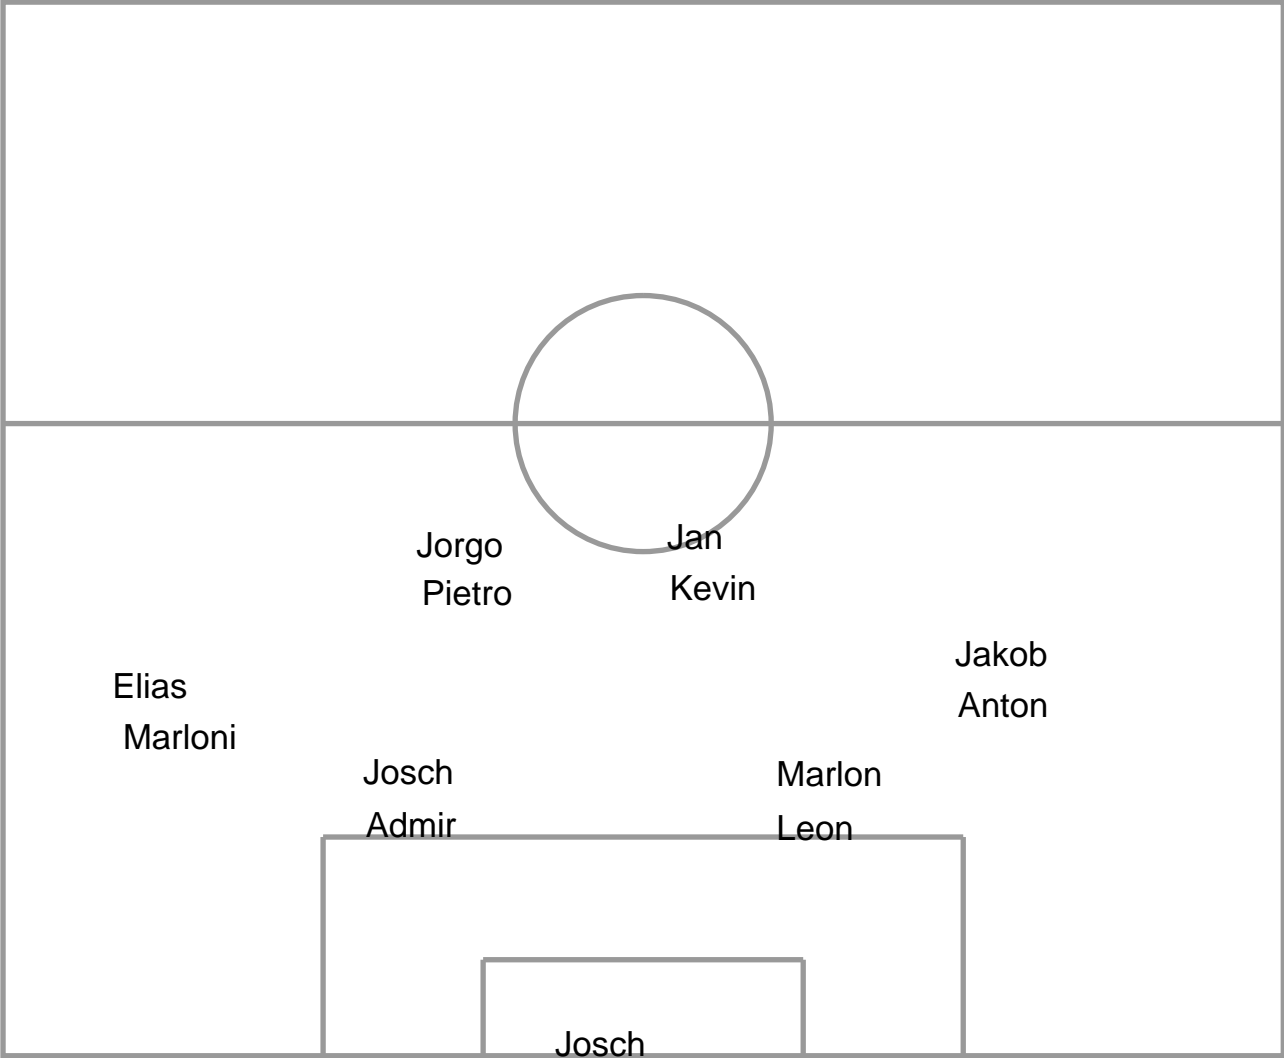 Jorgo
Pietro
Jan
Kevin
Elias
Marloni
Jakob
Anton
Josch
Admir
Marlon
Leon
Josch